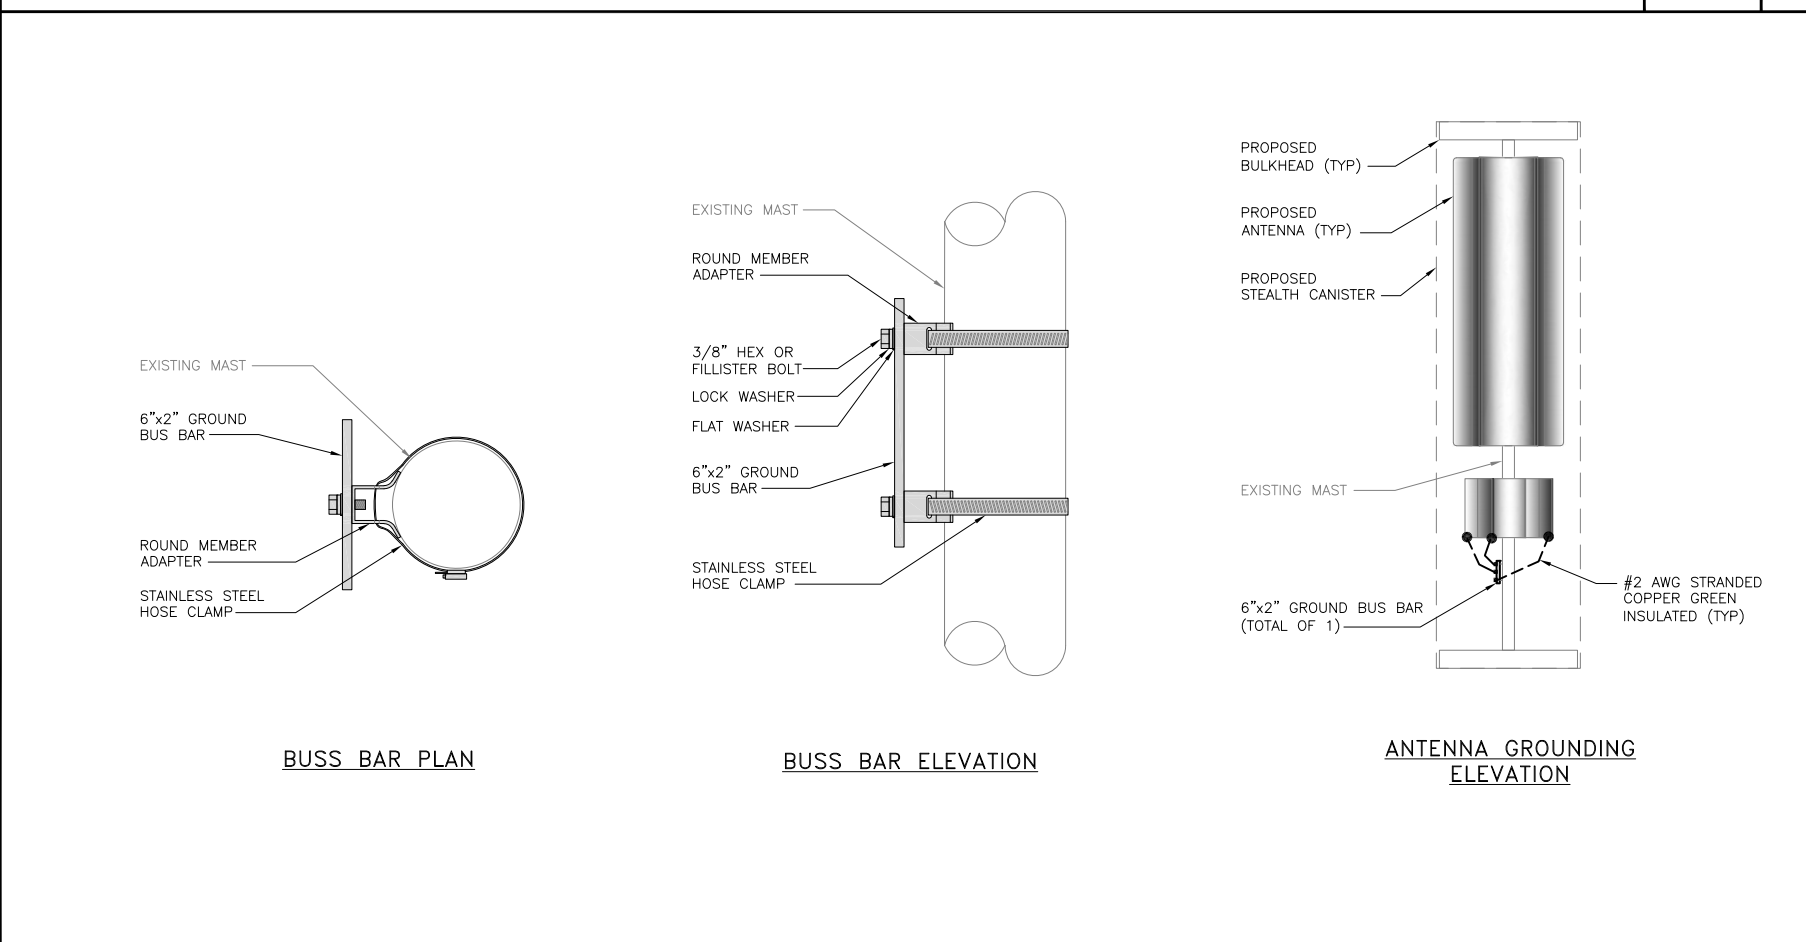 EXISTING MAST
6"x2" GROUND
BUS BAR
ROUND MEMBER
ADAPTER
STAINLESS STEEL
HOSE CLAMP
BUSS BAR PLAN
EXISTING MAST
ROUND MEMBER
ADAPTER
3/8" HEX OR
FILLISTER BOLT
LOCK WASHER
FLAT WASHER
6"x2" GROUND
BUS BAR
STAINLESS STEEL
HOSE CLAMP
BUSS BAR ELEVATION
PROPOSED
BULKHEAD (TYP)
PROPOSED
ANTENNA (TYP)
PROPOSED
STEALTH CANISTER
EXISTING MAST
6"x2" GROUND BUS BAR
(TOTAL OF 1)
#2 AWG STRANDED
COPPER GREEN
INSULATED (TYP)
ANTENNA GROUNDING
ELEVATION